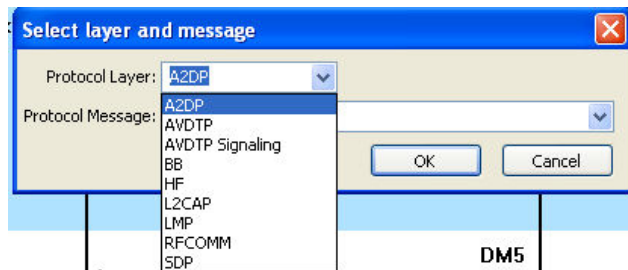 Select layer and message
Protocol Layer: A2DP
A2DP
Protocol Message:
AVDTP
AVDTP Signaling
BB
OK
Cancel
HF
L2CAP
LMP
RFCOMM
SDP
DM5